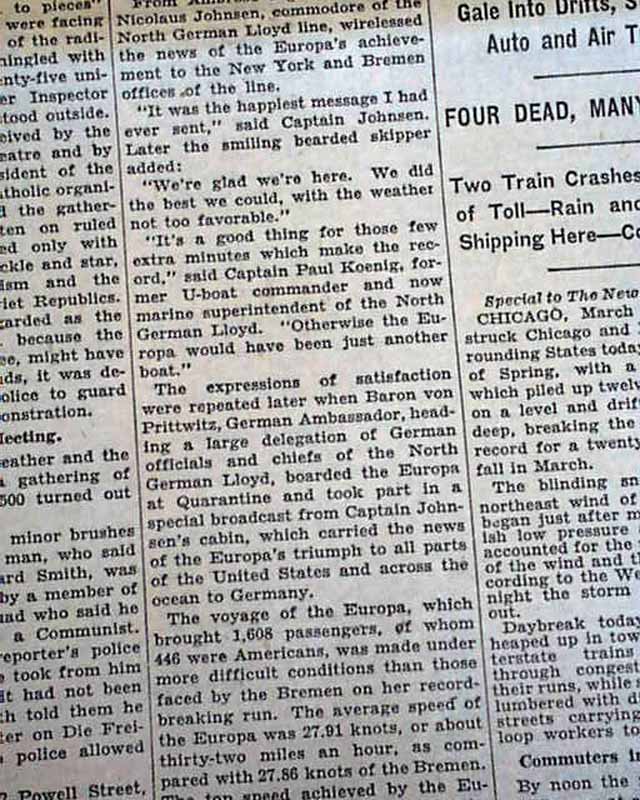 to pieces"
were facing
of the radi-
mingled with
nty-five uni-
er Inspector
stood outside.
eived by the
eatre and by
sident of the
atholic organi-
d the gather-
ten on ruled
ed only with
ckle and star,
ism and the
iet Republics.
arded as the
because the
ee, might have
ds, it was de-
police to guard
onstration.
Meeting.
eather and the
a gathering of
500 turned out
minor brushes
man, who said
ard Smith, was
by a member of
uad who said he
a Communist.
reporter's police
took from him
it had not been
th told them he
ter on Die Frei-
police allowed
Powell Street,
From
Nicolaus Johnsen, commodore of the
North German Lloyd line, wirelessed
the news of the Europa's achieve-
ment to the New York and Bremen
offices of the line.
"It was the happiest message I had
ever sent," said Captain Johnsen.
Later the smiling bearded skipper
added:
"We're glad we're here. We did
the best we could, with the weather
not too favorable."
"It's a good thing for those few
extra minutes which make the rec-
ord," said Captain Paul Koenig, for-
mer U-boat commander and now
marine superintendent of the North
German Lloyd. "Otherwise the Eu-
ropa would have been just another
boat."
The expressions of satisfaction
were repeated later when Baron von
Prittwitz, German Ambassador, head-
ing a large delegation of German
officials and chiefs of the North
German Lloyd, boarded the Europa
at Quarantine and took part in a
special broadcast from Captain John-
sen's cabin, which carried the news
of the Europa's triumph to all parts
of the United States and across the
ocean to Germany.
The voyage of the Europa, which
brought 1,608 passengers, of whom
446 were Americans, was made under
more difficult conditions than those
faced by the Bremen on her record-
breaking run. The average speed of
the Europa was 27.91 knots, or about
thirty-two miles an hour, as com-
pared with 27.86 knots of the Bremen.
The top speed achieved by the Eu-
Gale Into Drifts, S
Auto and Air T
FOUR DEAD, MANY
Two Train Crashes
of Toll—Rain and
Shipping Here—Co
Special to The New
CHICAGO, March
struck Chicago and
rounding States today
of Spring, with a
which piled up twelve
on a level and drif
deep, breaking the
record for a twenty
fall in March.
The blinding sn
northeast wind of
began just after m
ish low pressure
accounted for the
of the wind and th
cording to the We
night the storm
out.
Daybreak today
heaped up in tow
terstate trains
through congest
their runs, while
lumbered with d
streets carrying
loop workers to
Commuters in
By noon the